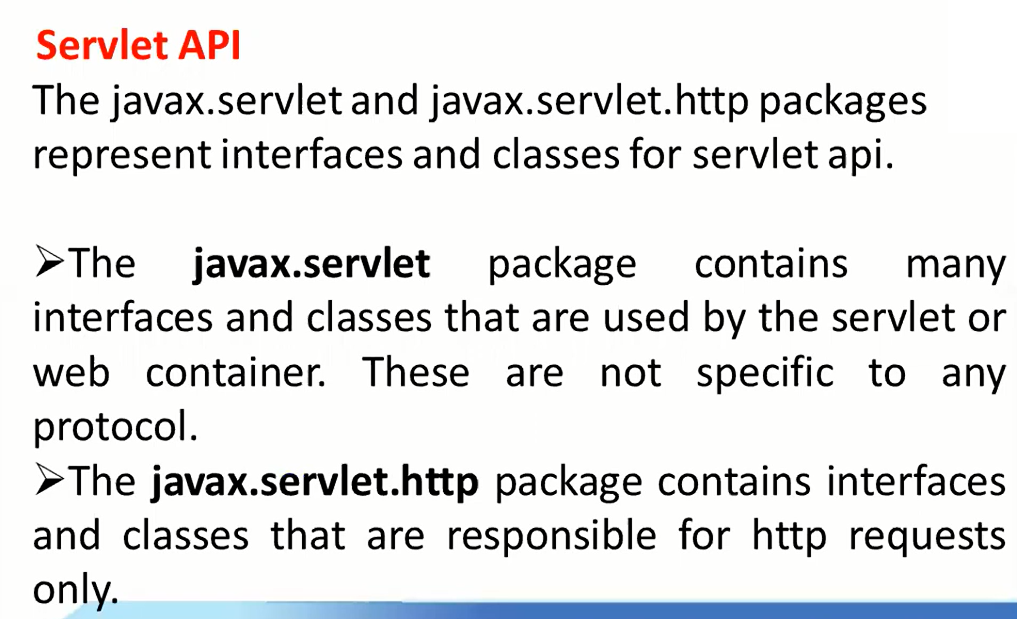 Servlet API
The javax.servlet and javax.servlet.http packages
represent interfaces and classes for servlet api.
➢The javax.servlet package contains many
interfaces and classes that are used by the servlet or
web container. These are not specific to any
protocol.
➢The javax.servlet.http package contains interfaces
and classes that are responsible for http requests
only.